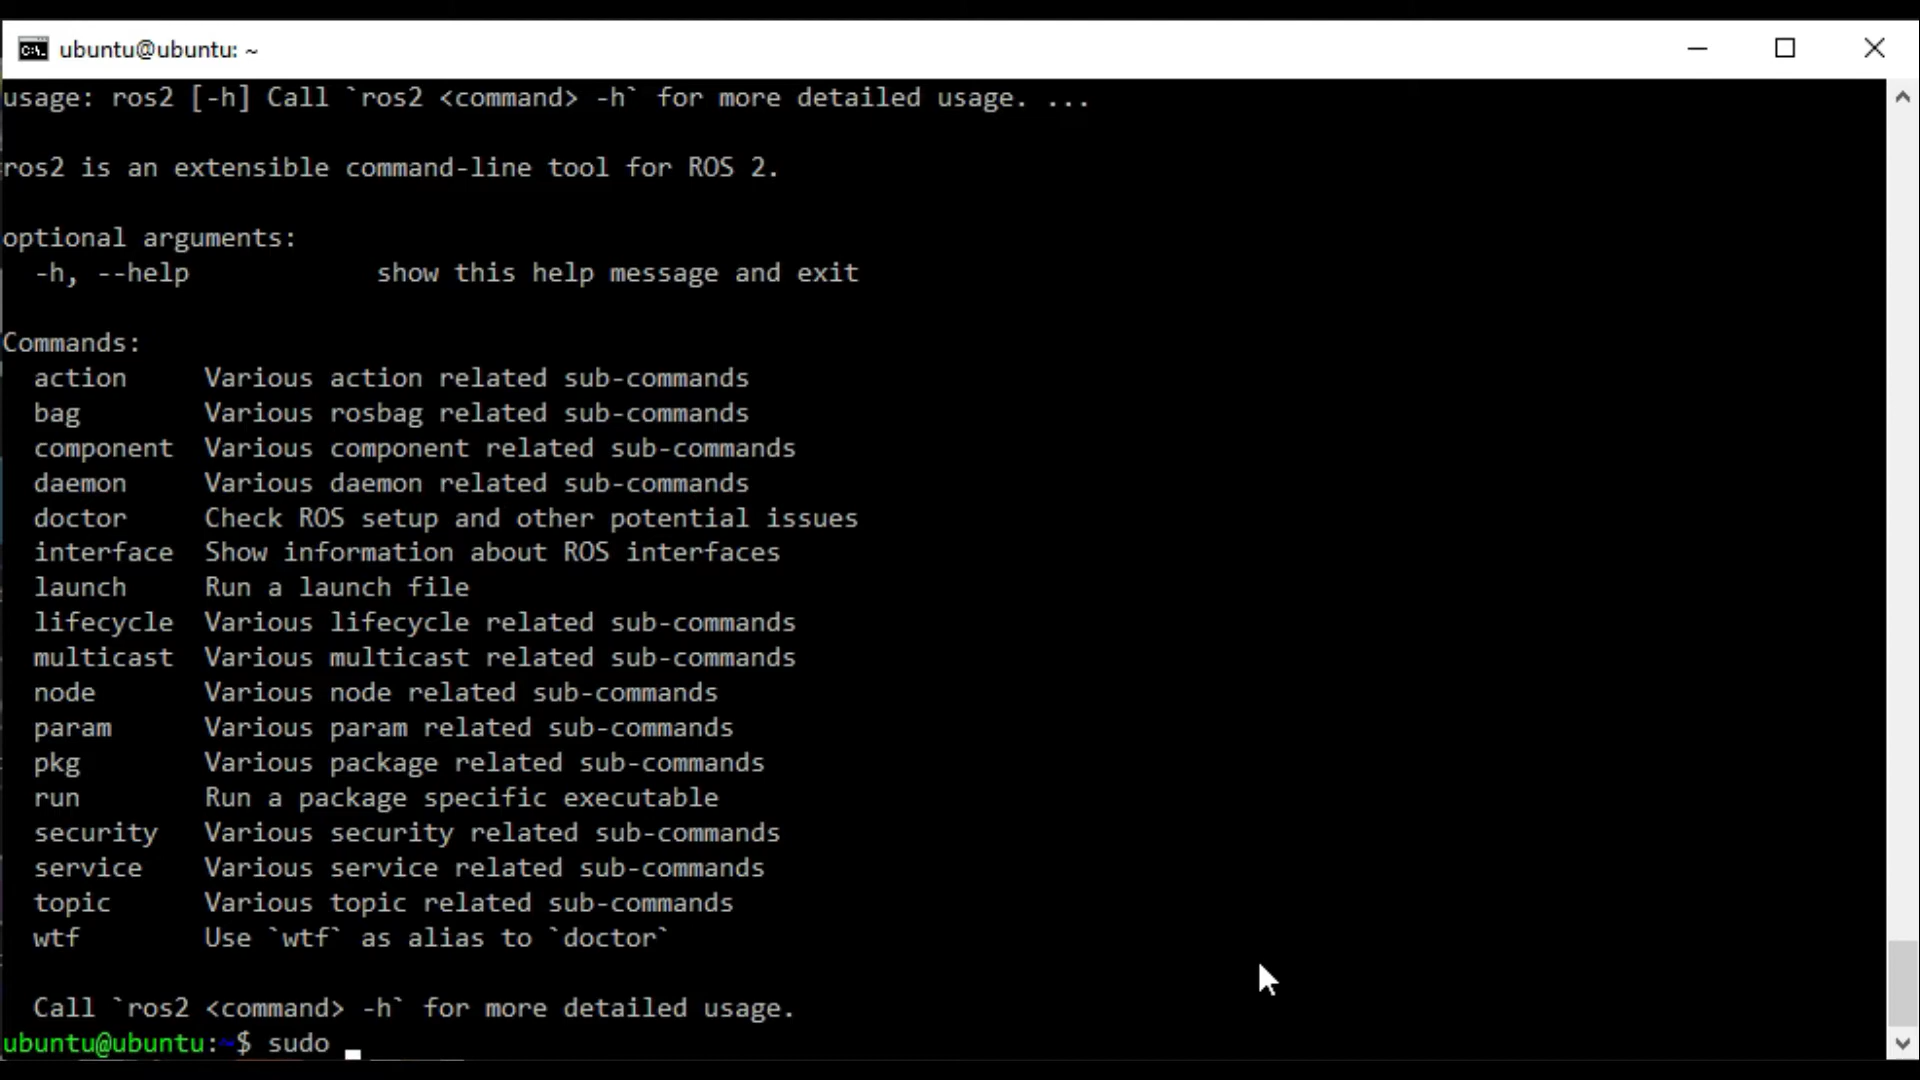 ubuntu@ubuntu: ~
usage: ros2 [-h] Call `ros2 <command> -h` for more detailed usage. ...
ros2 is an extensible command-line tool for ROS 2.
optional arguments:
-h, --help            show this help message and exit
Commands:
action     Various action related sub-commands
bag        Various rosbag related sub-commands
component  Various component related sub-commands
daemon     Various daemon related sub-commands
doctor     Check ROS setup and other potential issues
interface  Show information about ROS interfaces
launch     Run a launch file
lifecycle  Various lifecycle related sub-commands
multicast  Various multicast related sub-commands
node       Various node related sub-commands
param      Various param related sub-commands
pkg        Various package related sub-commands
run        Run a package specific executable
security   Various security related sub-commands
service    Various service related sub-commands
topic      Various topic related sub-commands
wtf        Use `wtf` as alias to `doctor`
Call `ros2 <command> -h` for more detailed usage.
ubuntu@ubuntu:~$ sudo